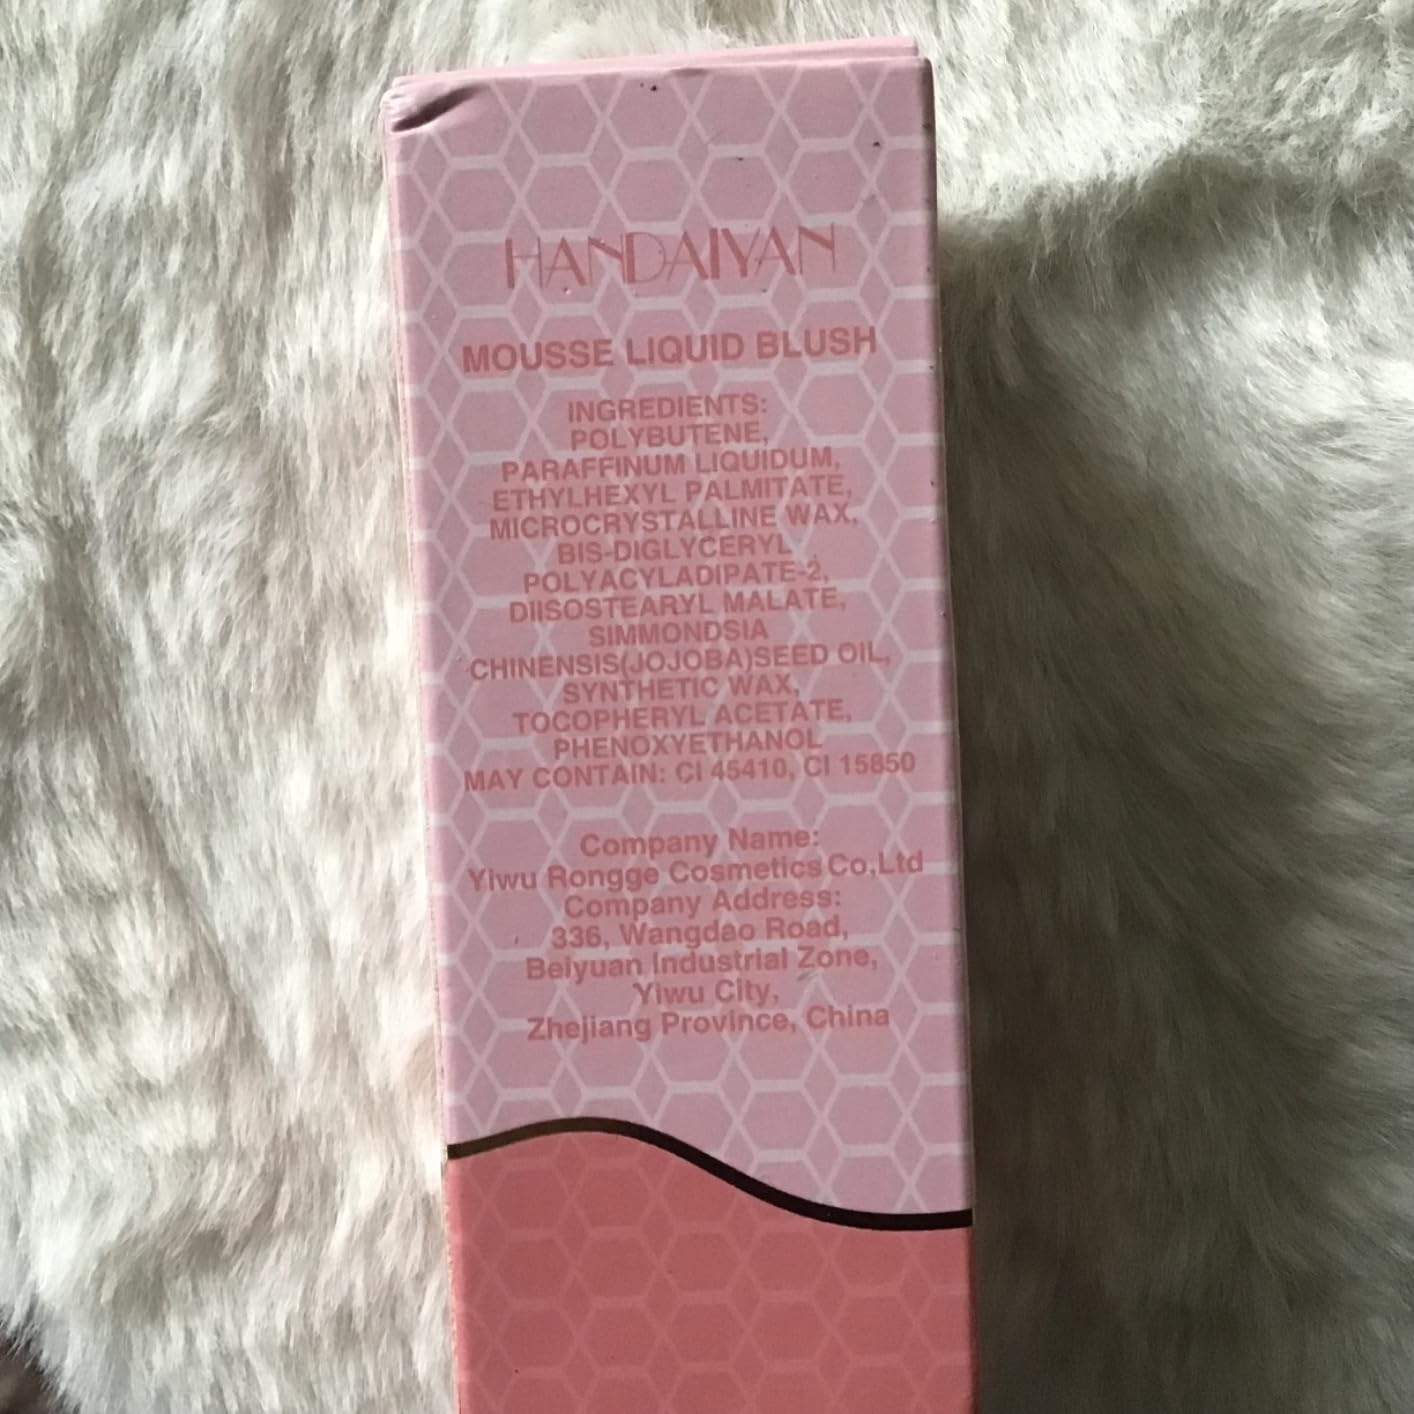 HANDAIYAN
MOUSSE LIQUID BLUSH
INGREDIENTS:
POLYBUTENE,
PARAFFINUM LIQUIDUM,
ETHYLHEXYL PALMITATE,
MICROCRYSTALLINE WAX,
BIS-DIGLYCERYL
POLYACYLADIPATE-2,
DIISOSTEARYL MALATE,
SIMMONDSIA
CHINENSIS(JOJOBA)SEED OIL,
SYNTHETIC WAX,
TOCOPHERYL ACETATE,
PHENOXYETHANOL
MAY CONTAIN: CI 45410, CI 15850
Company Name:
Yiwu Rongge Cosmetics Co,Ltd
Company Address:
336, Wangdao Road,
Beiyuan Industrial Zone,
Yiwu City,
Zhejiang Province, China